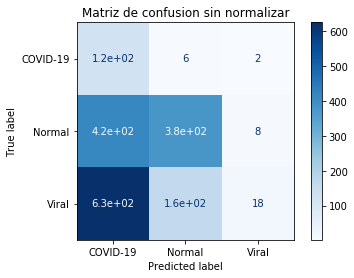 Matriz de confusion sin normalizar
True label
COVID-19
1.2e+02 6 2
Normal
4.2e+02 3.8e+02 8
Viral
6.3e+02 1.6e+02 18
COVID-19 Normal Viral
Predicted label
600
500
400
300
200
100